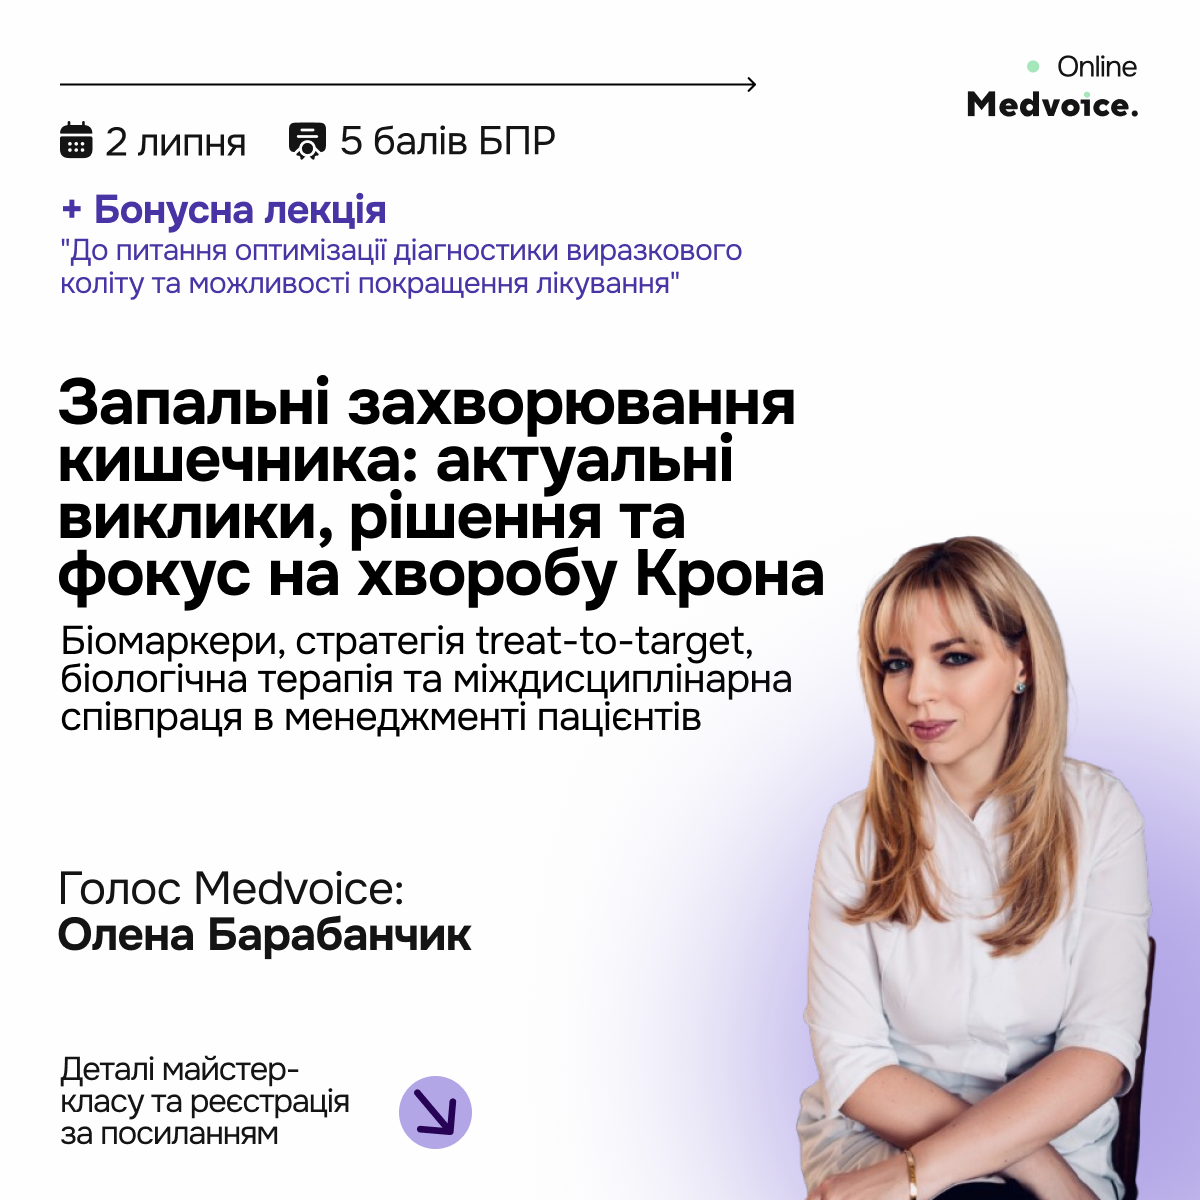 Online
Medvoice.
2 липня
5 балів БПР
+ Бонусна лекція
"До питання оптимізації діагностики виразкового
коліту та можливості покращення лікування"
Запальні захворювання
кишечника: актуальні
виклики, рішення та
фокус на хворобу Крона
Біомаркери, стратегія treat-to-target,
біологічна терапія та міждисциплінарна
співпраця в менеджменті пацієнтів
Голос Medvoice:
Олена Барабанчик
Деталі майстер-
класу та реєстрація
за посиланням